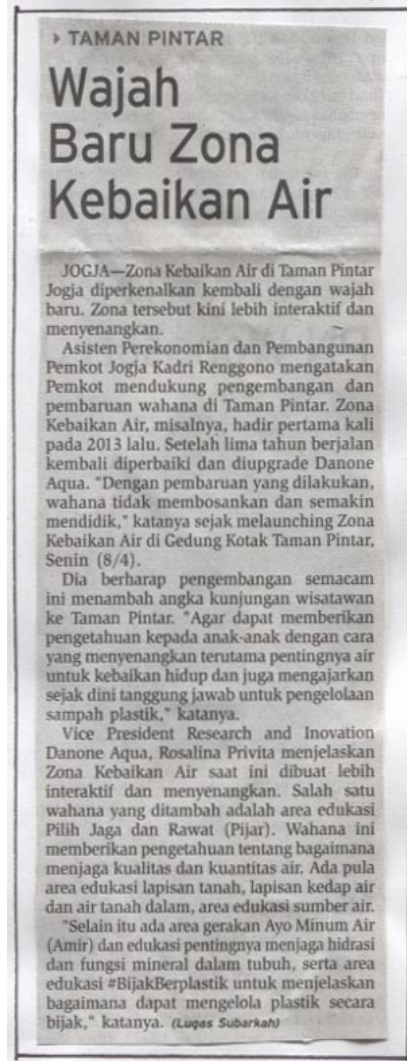 TAMAN PINTAR
Wajah
Baru Zona
Kebaikan Air
JOGJA—Zona Kebaikan Air di Taman Pintar
Jogja diperkenalkan kembali dengan wajah
baru. Zona tersebut kini lebih interaktif dan
menyenangkan.
Asisten Perekonomian dan Pembangunan
Pemkot Jogja Kadri Renggono mengatakan
Pemkot mendukung pengembangan dan
pembaruan wahana di Taman Pintar. Zona
Kebaikan Air, misalnya, hadir pertama kali
pada 2013 lalu. Setelah lima tahun berjalan
kembali diperbaiki dan diupgrade Danone
Aqua. "Dengan pembaruan yang dilakukan,
wahana tidak membosankan dan semakin
mendidik," katanya sejak melaunching Zona
Kebaikan Air di Gedung Kotak Taman Pintar,
Senin (8/4).
Dia berharap pengembangan semacam
ini menambah angka kunjungan wisatawan
ke Taman Pintar. "Agar dapat memberikan
pengetahuan kepada anak-anak dengan cara
yang menyenangkan terutama pentingnya air
untuk kebaikan hidup dan juga mengajarkan
sejak dini tanggung jawab untuk pengelolaan
sampah plastik," katanya.
Vice President Research and Inovation
Danone Aqua, Rosalina Privita menjelaskan
Zona Kebaikan Air saat ini dibuat lebih
interaktif dan menyenangkan. Salah satu
wahana yang ditambah adalah area edukasi
Pilih Jaga dan Rawat (Pijar). Wahana ini
memberikan pengetahuan tentang bagaimana
menjaga kualitas dan kuantitas air. Ada pula
area edukasi lapisan tanah, lapisan kedap air
dan air tanah dalam, area edukasi sumber air.
"Selain itu ada area gerakan Ayo Minum Air
(Amir) dan edukasi pentingnya menjaga hidrasi
dan fungsi mineral dalam tubuh, serta area
edukasi #BijakBerplastik untuk menjelaskan
bagaimana dapat mengelola plastik secara
bijak," katanya. (Lugas Subarkah)